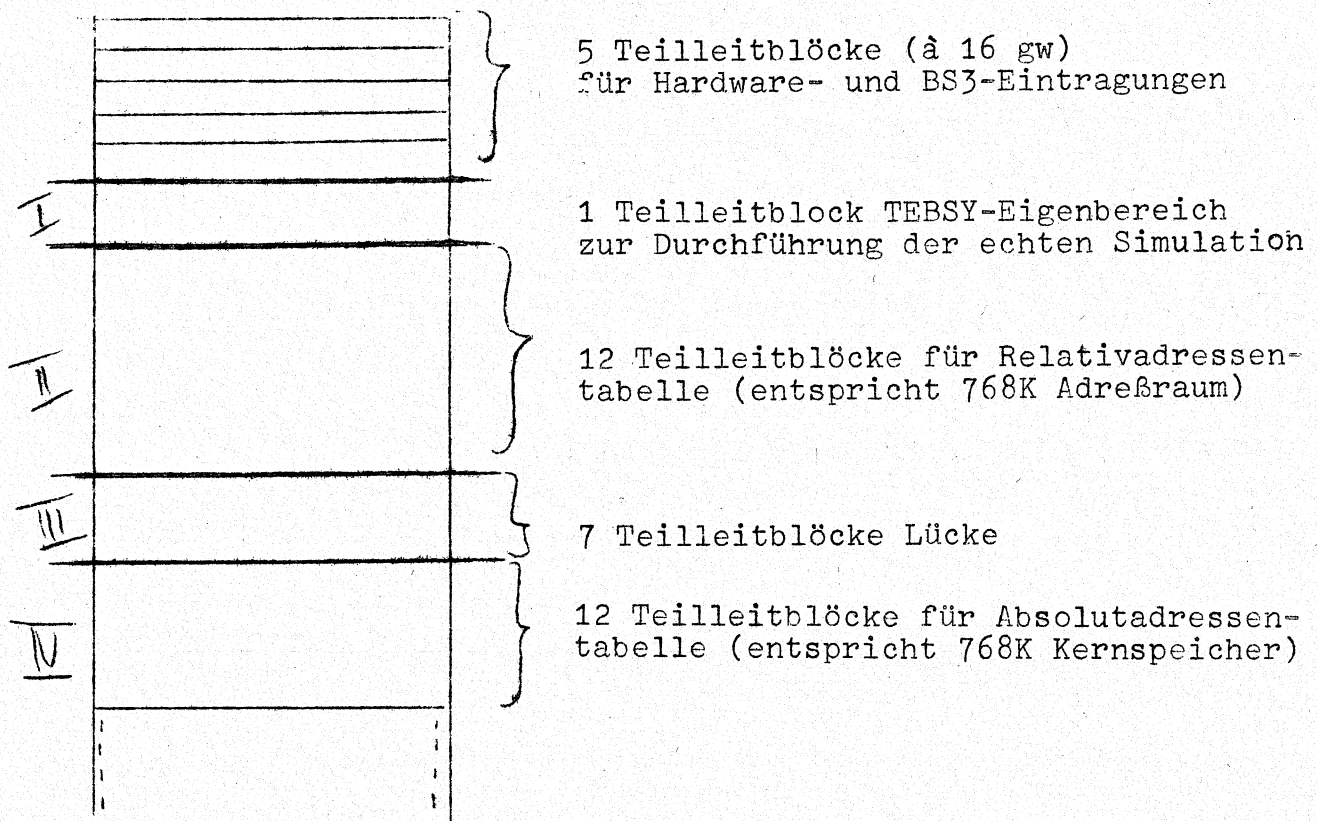 5 Teilleitblöcke (à 16 gw)
für Hardware- und BS3-Eintragungen
I
1 Teilleitblock TEBSY-Eigenbereich
zur Durchführung der echten Simulation
II
12 Teilleitblöcke für Relativadressen-
tabelle (entspricht 768K Adreßraum)
III
7 Teilleitblöcke Lücke
IV
12 Teilleitblöcke für Absolutadressen-
tabelle (entspricht 768K Kernspeicher)